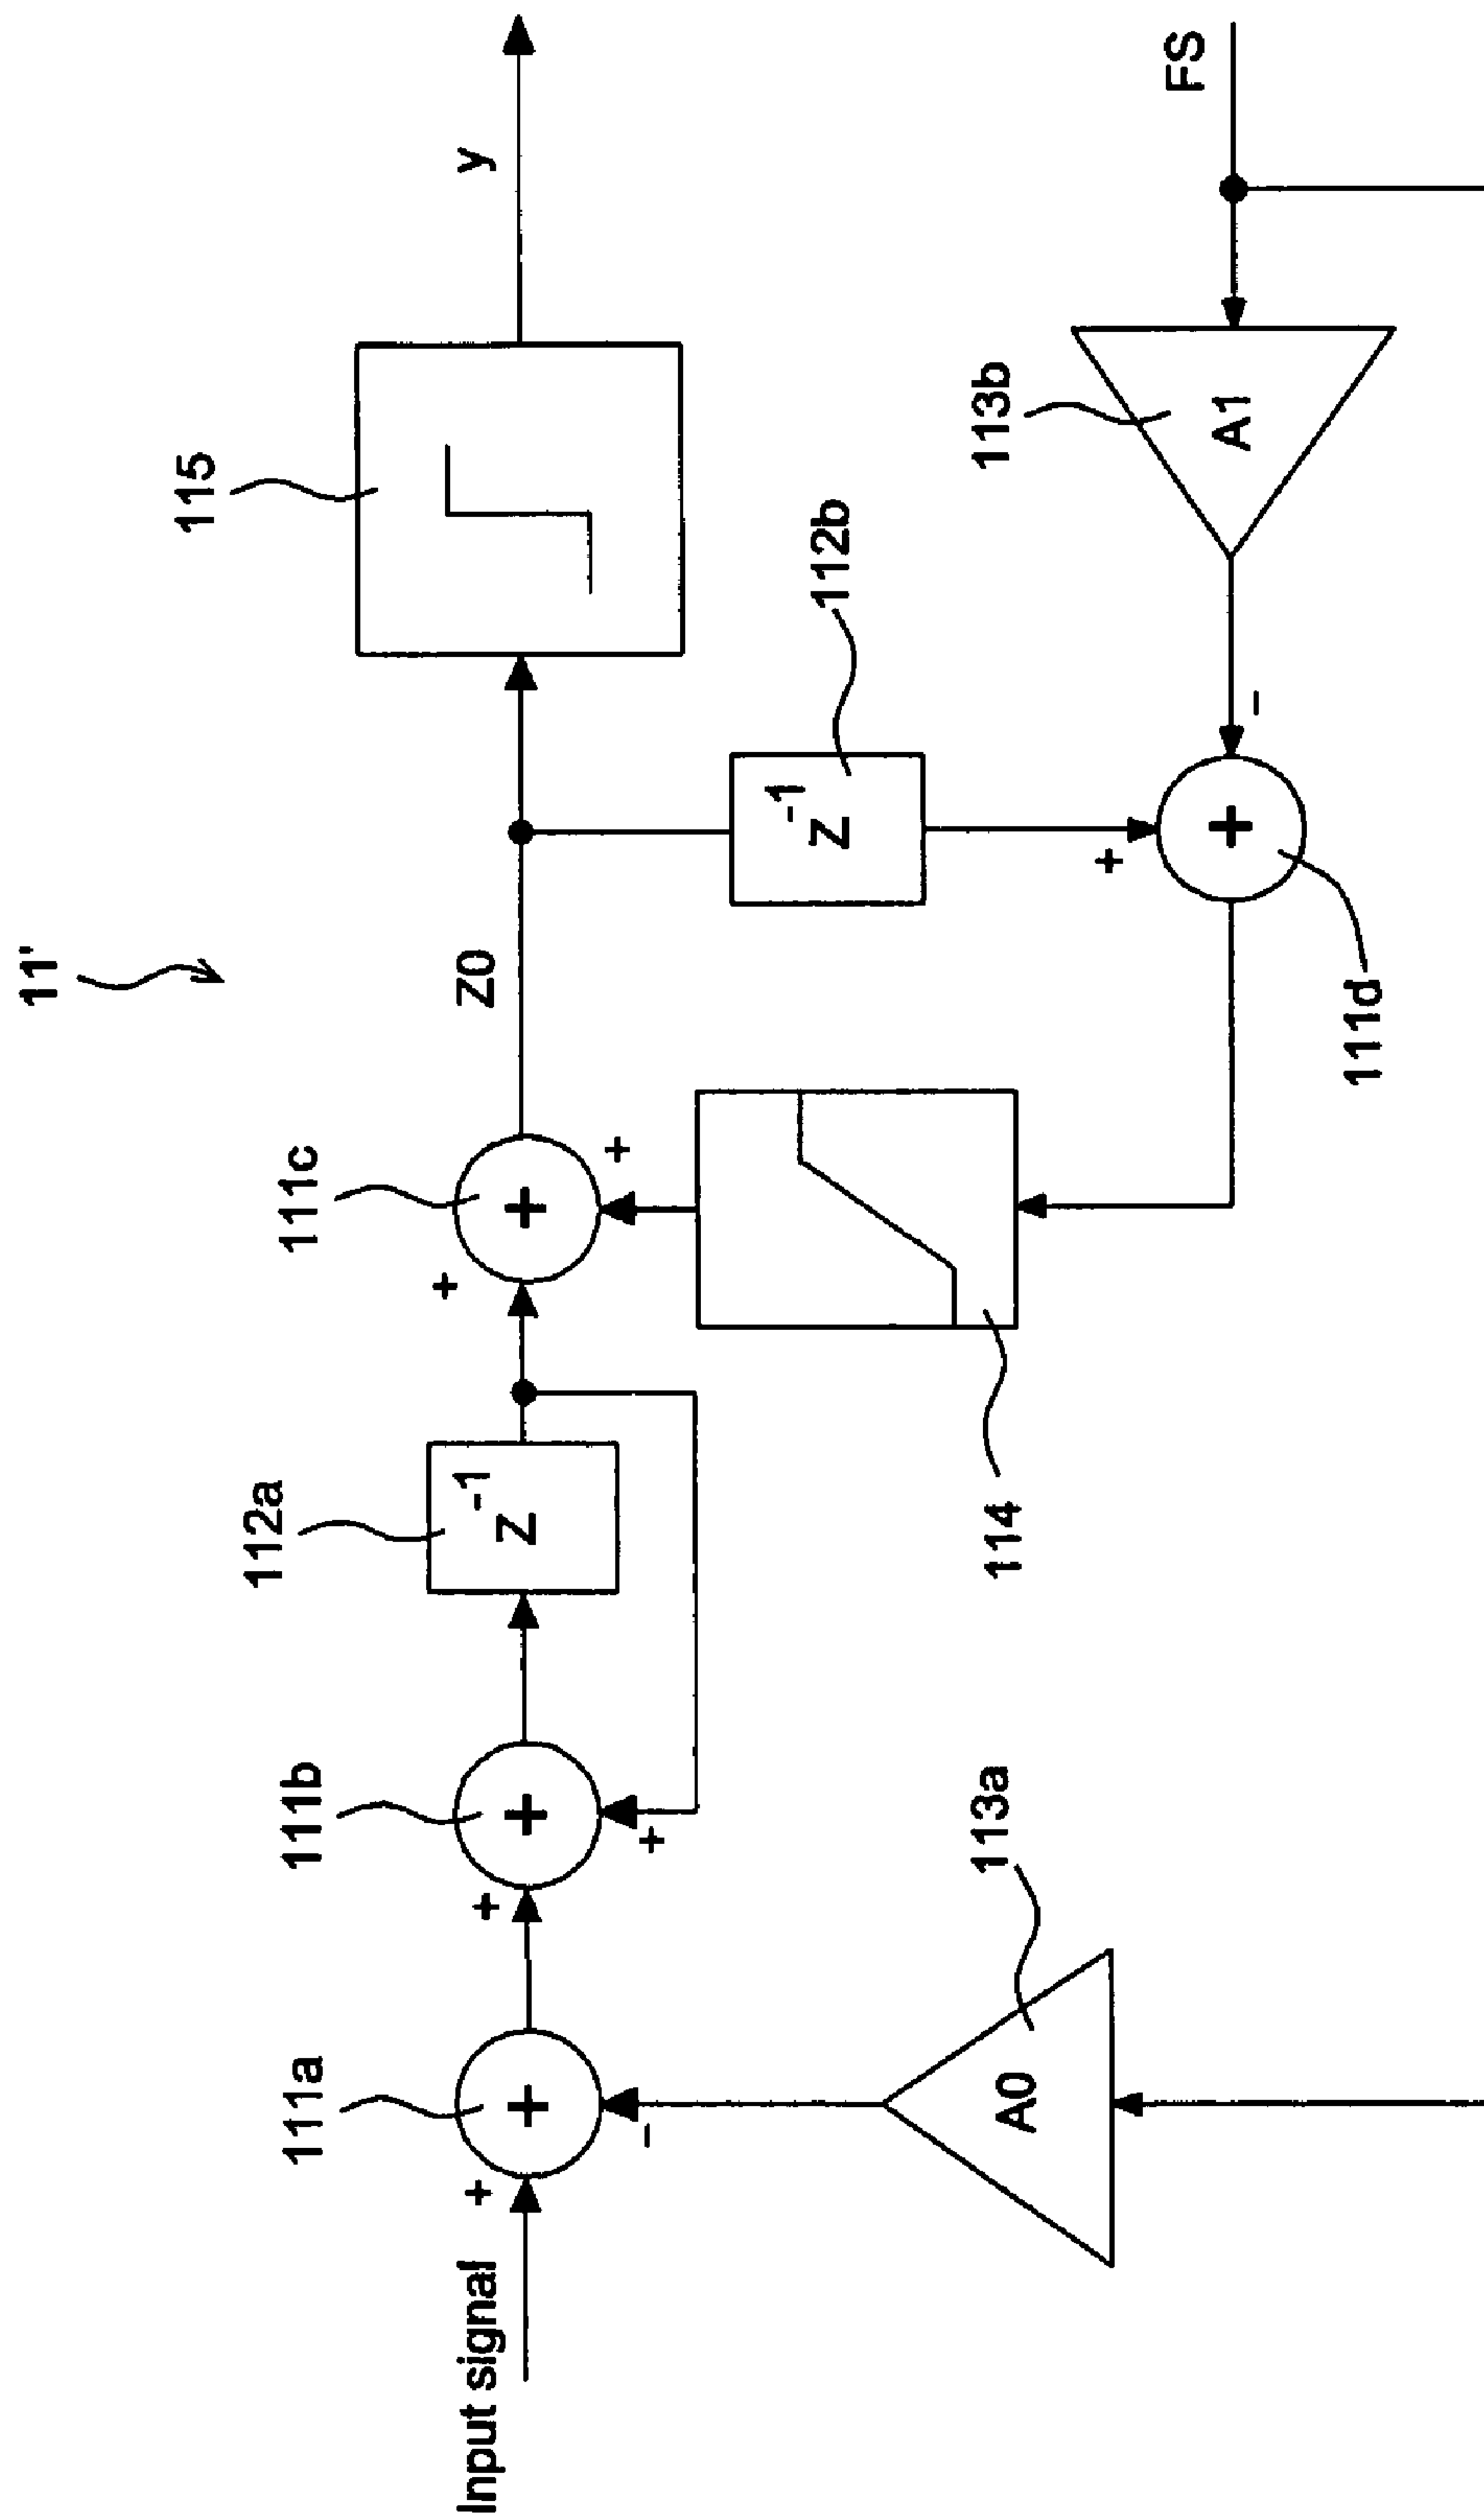 11'
115
y
111a
111b
112a
111c
Z0
Input signal
+
+
+
+
z⁻¹
+
+
+
+
-
+
+
114
z⁻¹
112b
113a
A0
113b
A1
FS
+
-
+
111d